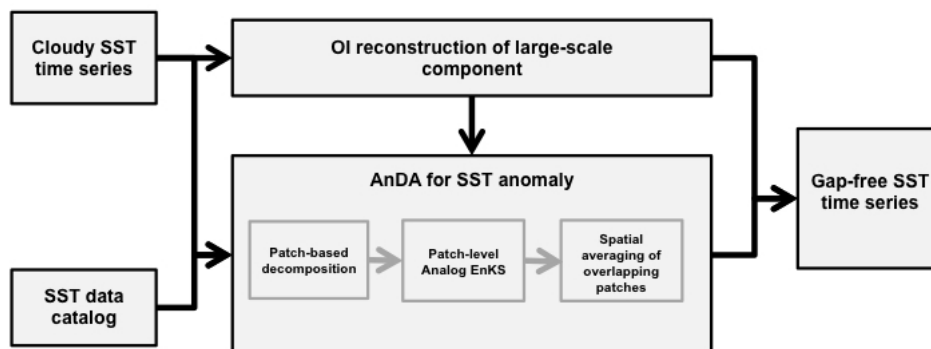 Cloudy SST
time series
OI reconstruction of large-scale
component
AnDA for SST anomaly
Patch-based
decomposition
Patch-level
Analog EnKS
Spatial
averaging of
overlapping
patches
SST data
catalog
Gap-free SST
time series